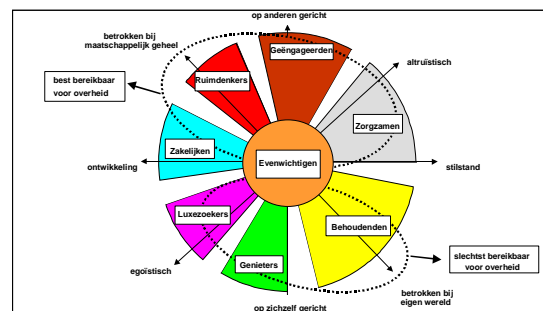 op anderen gericht
betrokken bij
maatschappelijk geheel
Geëngageerden
altruïstisch
Ruimdenkers
best bereikbaar
voor overheid
Zorgzamen
Zakelijken
ontwikkeling
Evenwichtigen
stilstand
Luxezoekers
Behoudenden
egoïstisch
Genieters
slechtst bereikbaar
voor overheid
op zichzelf gericht
betrokken bij
eigen wereld